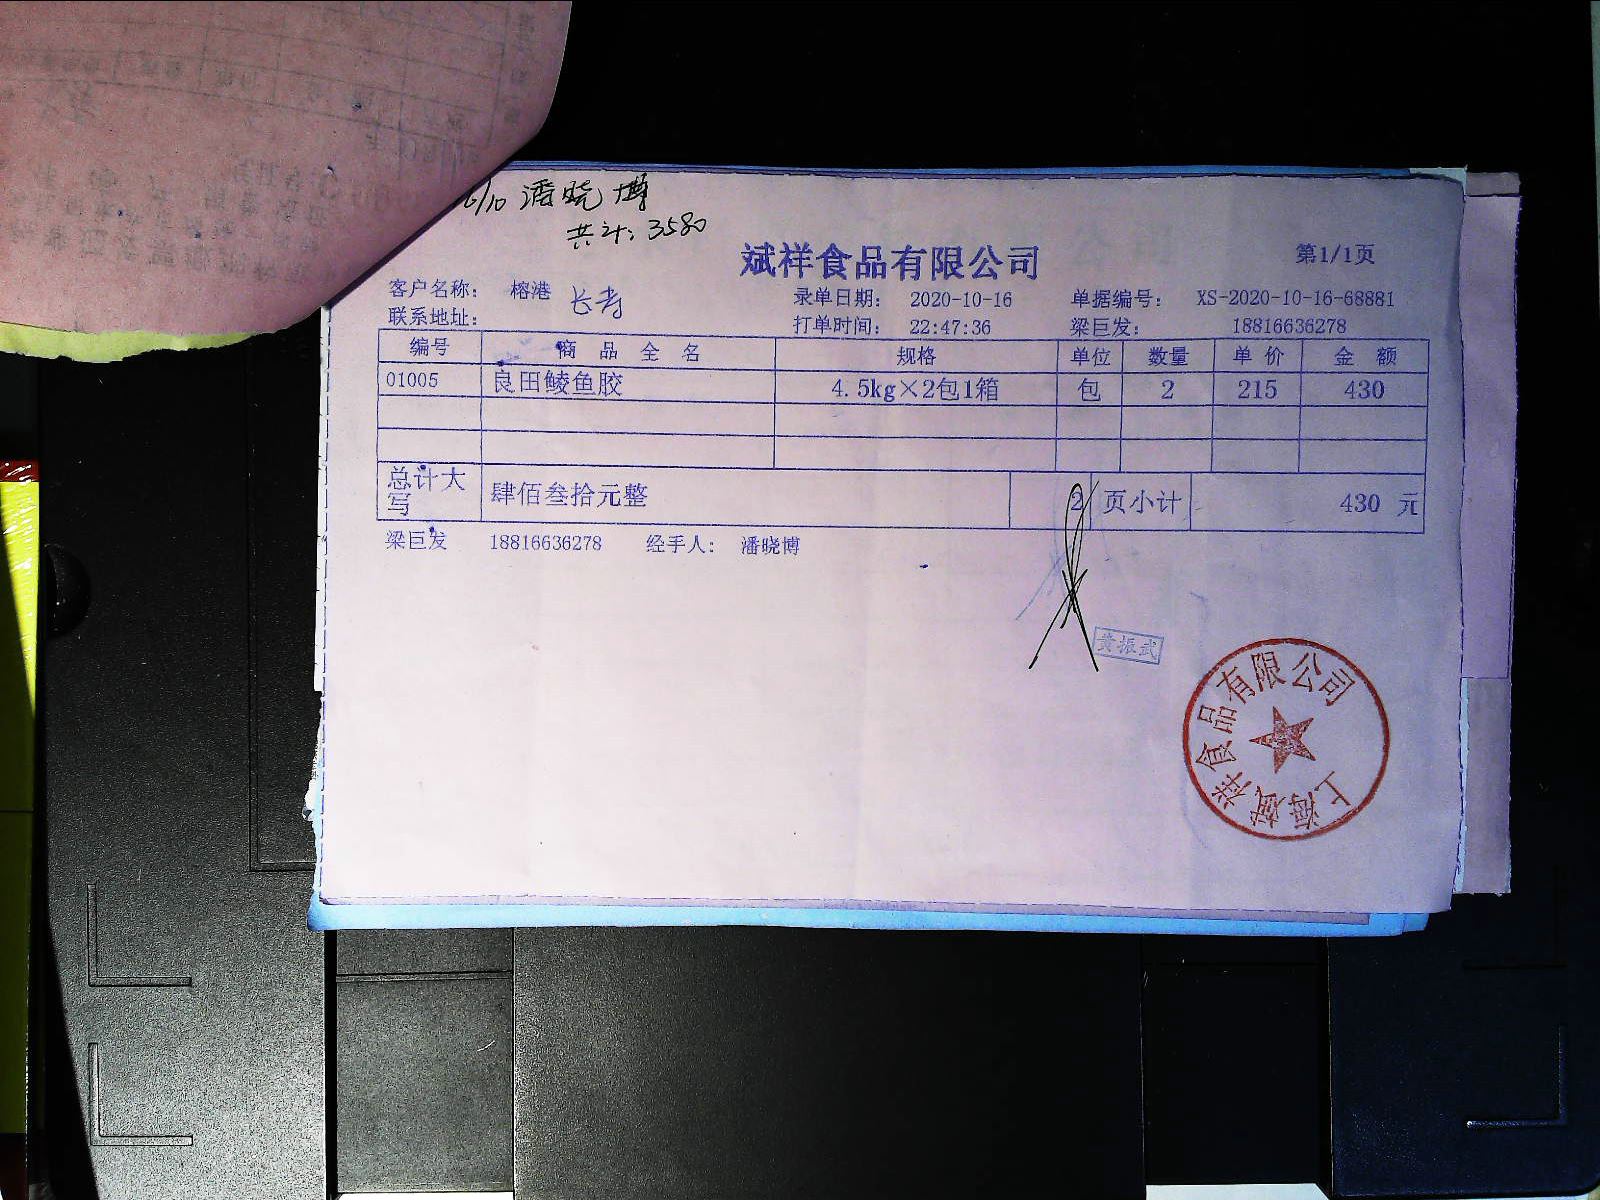 潘晓博
共计：3580
斌祥食品有限公司
第1/1页
客户名称： 榕港 长寿 录单日期： 2020-10-16 单据编号： XS-2020-10-16-68881
联系地址： 打单时间： 22:47:36 梁巨发： 18816636278
编号 商品全名 规格 单位 数量 单价 金额
01005 良田鲮鱼胶 4.5kg×2包1箱 包 2 215 430
总计大写 肆佰叁拾元整 2 页小计 430 元
梁巨发 18816636278 经手人： 潘晓博
黄振武
上海斌祥食品有限公司